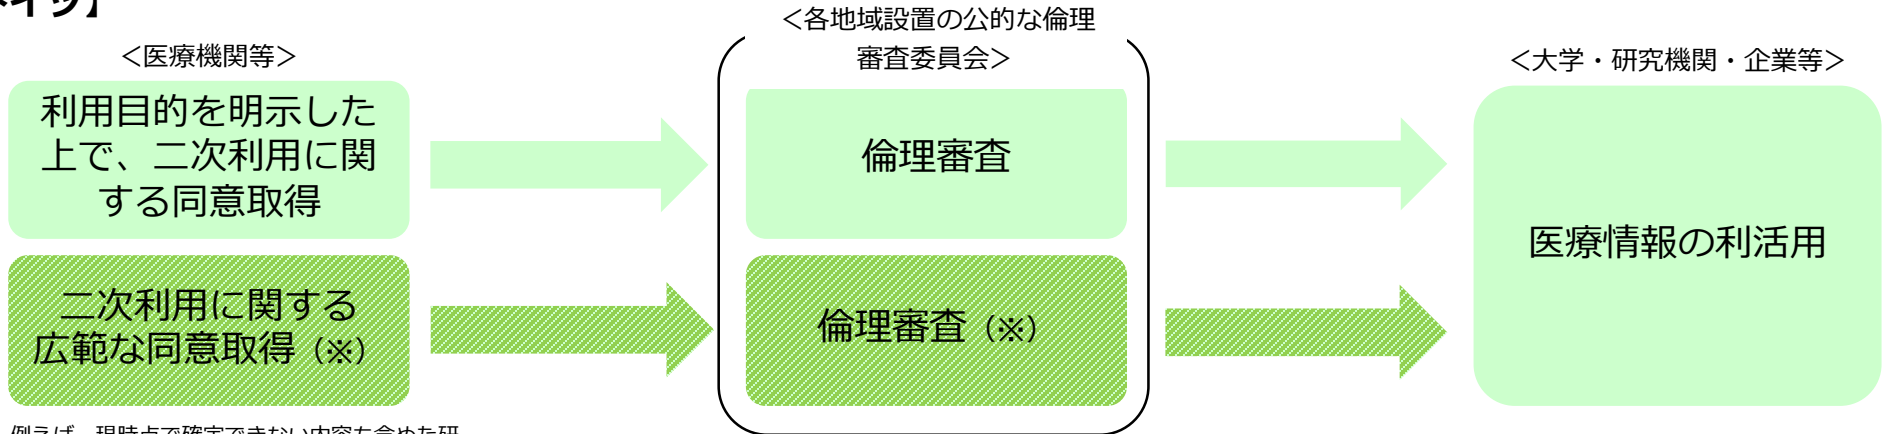 ＜各地域設置の公的な倫理
審査委員会＞
＜医療機関等＞
＜大学・研究機関・企業等＞
利用目的を明示した
上で、二次利用に関
する同意取得
倫理審査
医療情報の利活用
二次利用に関する
広範な同意取得（※）
倫理審査（※）